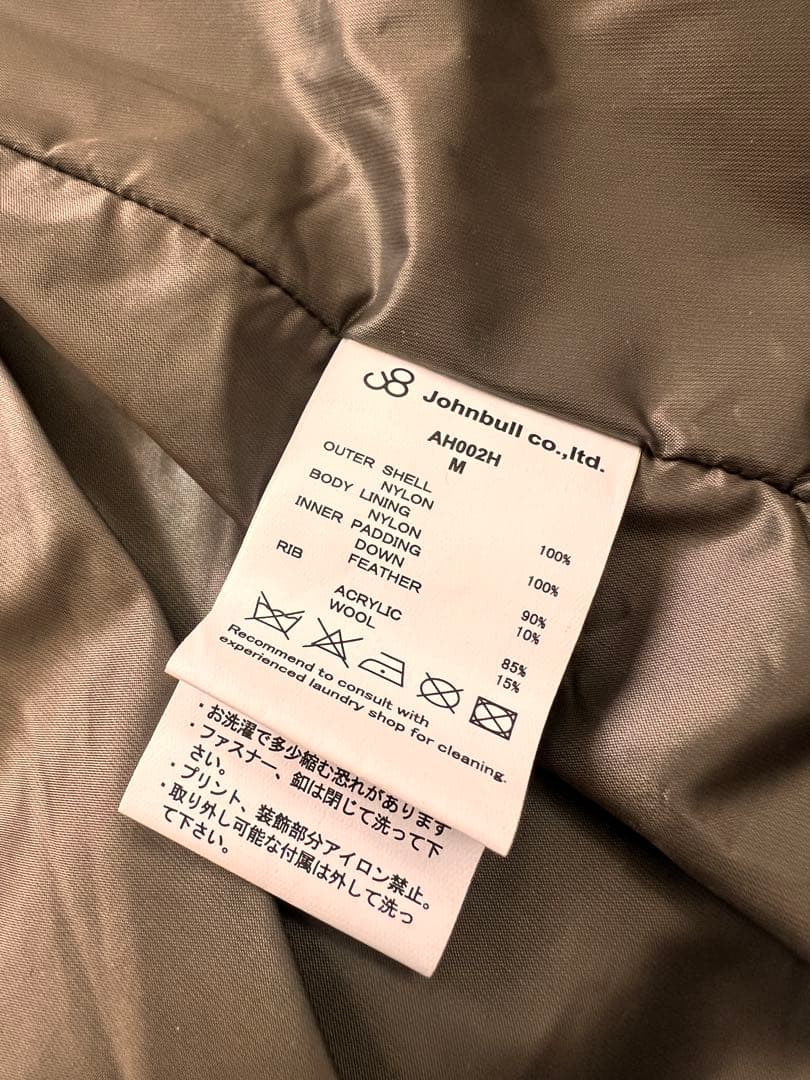 Johnbull co.,ltd.
AH002H
M
OUTER SHELL
NYLON 100%
BODY LINING
NYLON 100%
INNER PADDING
DOWN 90%
FEATHER 10%
RIB
ACRYLIC 85%
WOOL 15%
Recommend to consult with
experienced laundry shop for cleaning.
・お洗濯で多少縮む恐れがあります
・ファスナー、釦は閉じて洗って下
さい。
・プリント、装飾部分アイロン禁止。
・取り外し可能な付属は外して洗っ
て下さい。